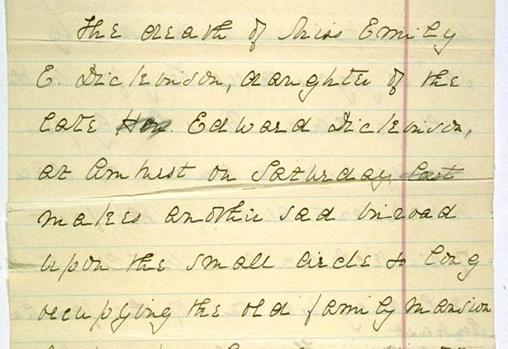 The death of Miss Emily
E. Dickinson, daughter of the
late Hon. Edward Dickinson,
at Amherst on Saturday, last
makes another sad inroad
upon the small circle so long
occupying the old family mansion